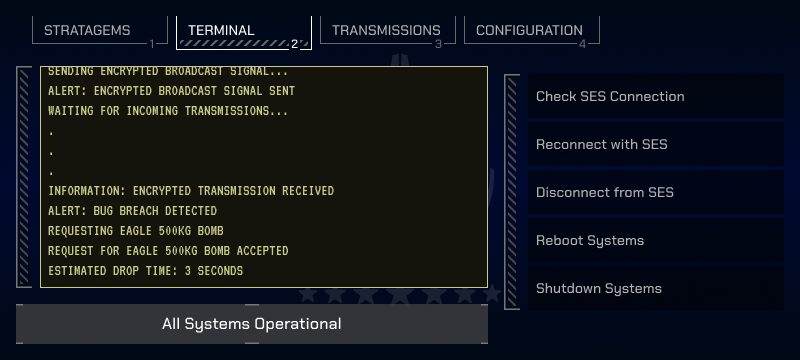 STRATAGEMS
1
TERMINAL
2
TRANSMISSIONS
3
CONFIGURATION
4
SENDING ENCRYPTED BROADCAST SIGNAL...
ALERT: ENCRYPTED BROADCAST SIGNAL SENT
WAITING FOR INCOMING TRANSMISSIONS...
.
.
.
INFORMATION: ENCRYPTED TRANSMISSION RECEIVED
ALERT: BUG BREACH DETECTED
REQUESTING EAGLE 500KG BOMB
REQUEST FOR EAGLE 500KG BOMB ACCEPTED
ESTIMATED DROP TIME: 3 SECONDS
All Systems Operational
Check SES Connection
Reconnect with SES
Disconnect from SES
Reboot Systems
Shutdown Systems